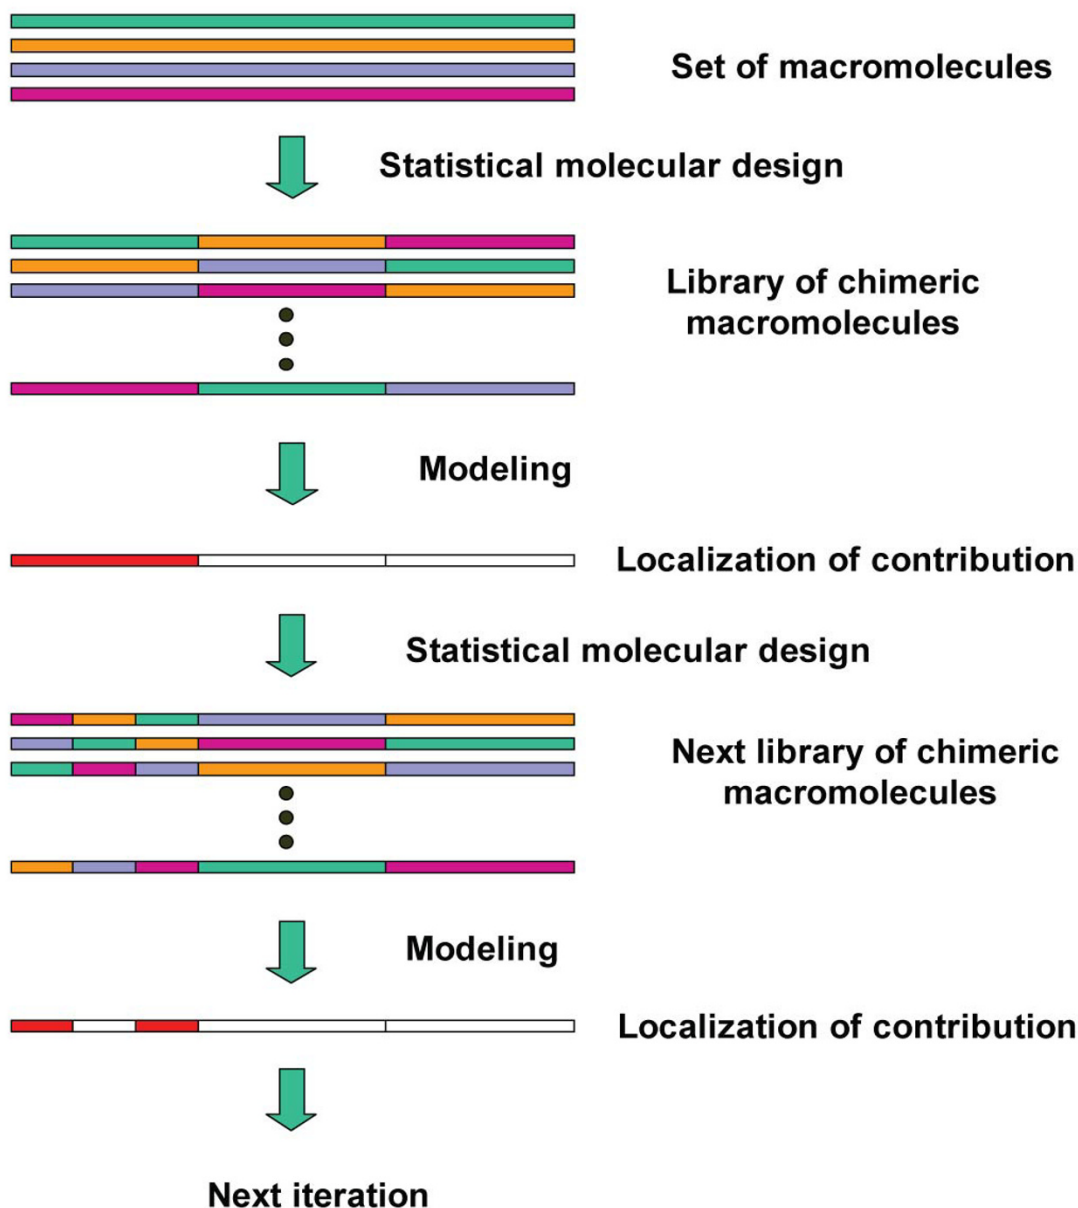 Set of macromolecules
Statistical molecular design
Library of chimeric
macromolecules
Modeling
Localization of contribution
Statistical molecular design
Next library of chimeric
macromolecules
Modeling
Localization of contribution
Next iteration